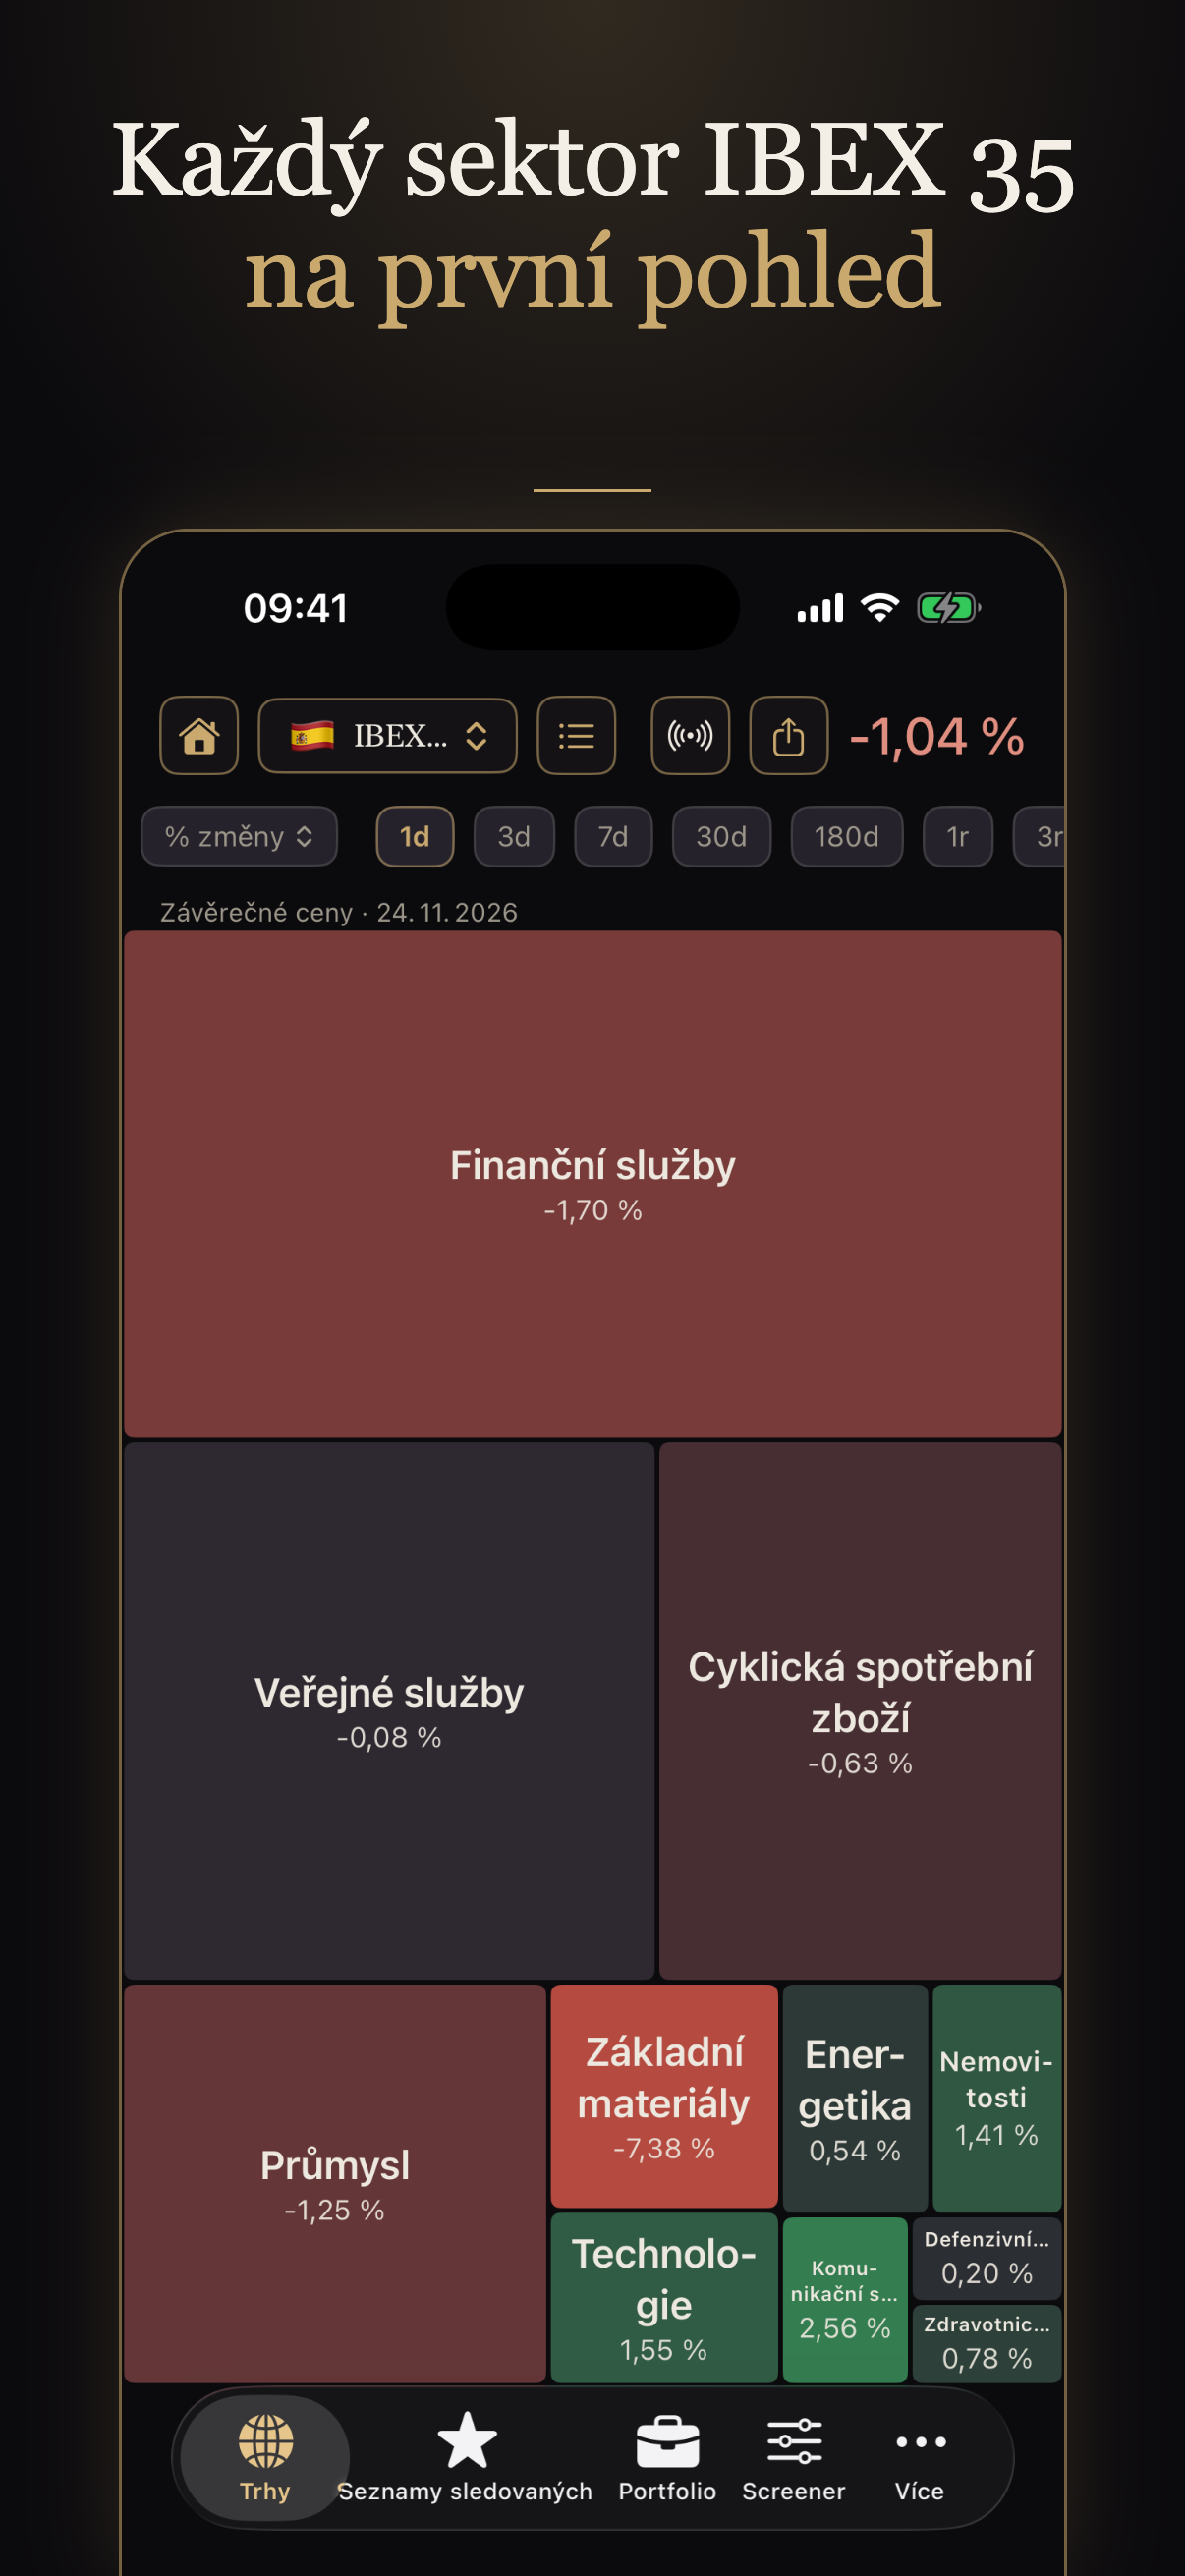 Každý sektor IBEX 35
na první pohled
09:41
IBEX...
-1,04 %
% změny
1d
3d
7d
30d
180d
1r
3r
Závěrečné ceny · 24. 11. 2026
Finanční služby
-1,70 %
Veřejné služby
-0,08 %
Cyklická spotřební
zboží
-0,63 %
Průmysl
-1,25 %
Základní
materiály
-7,38 %
Ener-
getika
0,54 %
Nemovi-
tosti
1,41 %
Technolo-
gie
1,55 %
Komu-
nikační s...
2,56 %
Defenzivní...
0,20 %
Zdravotnic...
0,78 %
Trhy
Seznamy sledovaných
Portfolio
Screener
Více